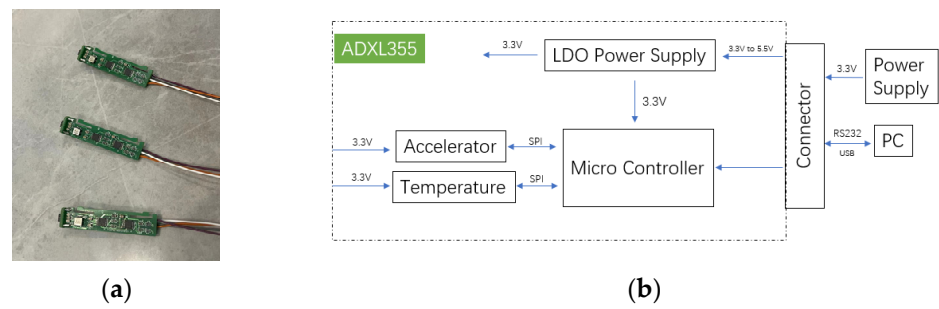 ADXL355
3.3V
LDO Power Supply
3.3V to 5.5V
3.3V
Power
Supply
3.3V
Connector
3.3V
Accelerator
SPI
Micro Controller
RS232
USB
PC
3.3V
Temperature
SPI
(a)
(b)